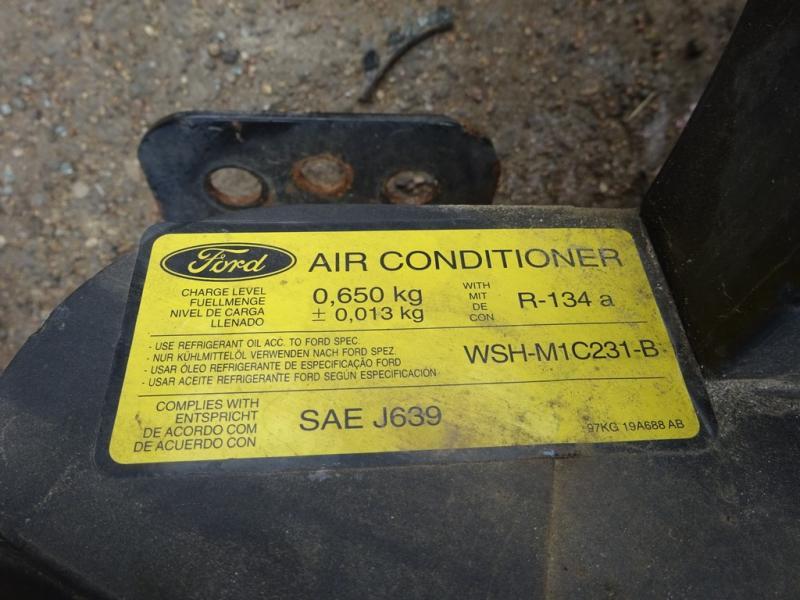 Ford AIR CONDITIONER
CHARGE LEVEL
FUELLMENGE
NIVEL DE CARGA
LLENADO
0,650 kg
± 0,013 kg
WITH
MIT
DE
CON
R-134 a
- USE REFRIGERANT OIL ACC. TO FORD SPEC.
- NUR KÜHLMITTELÖL VERWENDEN NACH FORD SPEZ.
- USAR ÓLEO REFRIGERANTE DE ESPECIFICAÇÃO FORD
- USAR ACEITE REFRIGERANTE FORD SEGÚN ESPECIFICACIÓN
WSH-M1C231-B
COMPLIES WITH
ENTSPRICHT
DE ACORDO COM
DE ACUERDO CON
SAE J639
97KG 19A688 AB